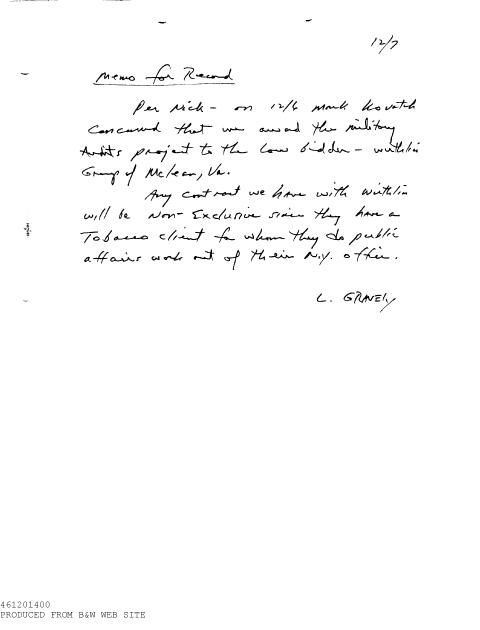 12/7
Memo for Record
Per Nick - on 12/6 Mark Kovatch
concurred that we award the military
Audits project to the low bidder - Wirthlin
Group of McLean, Va.
Any contract we have with Wirthlin
will be Non-Exclusive since they have a
Tobacco client for whom they do public
affairs work out of their N.Y. office.
L. GRAVELY
461201400
PRODUCED FROM B&W WEB SITE